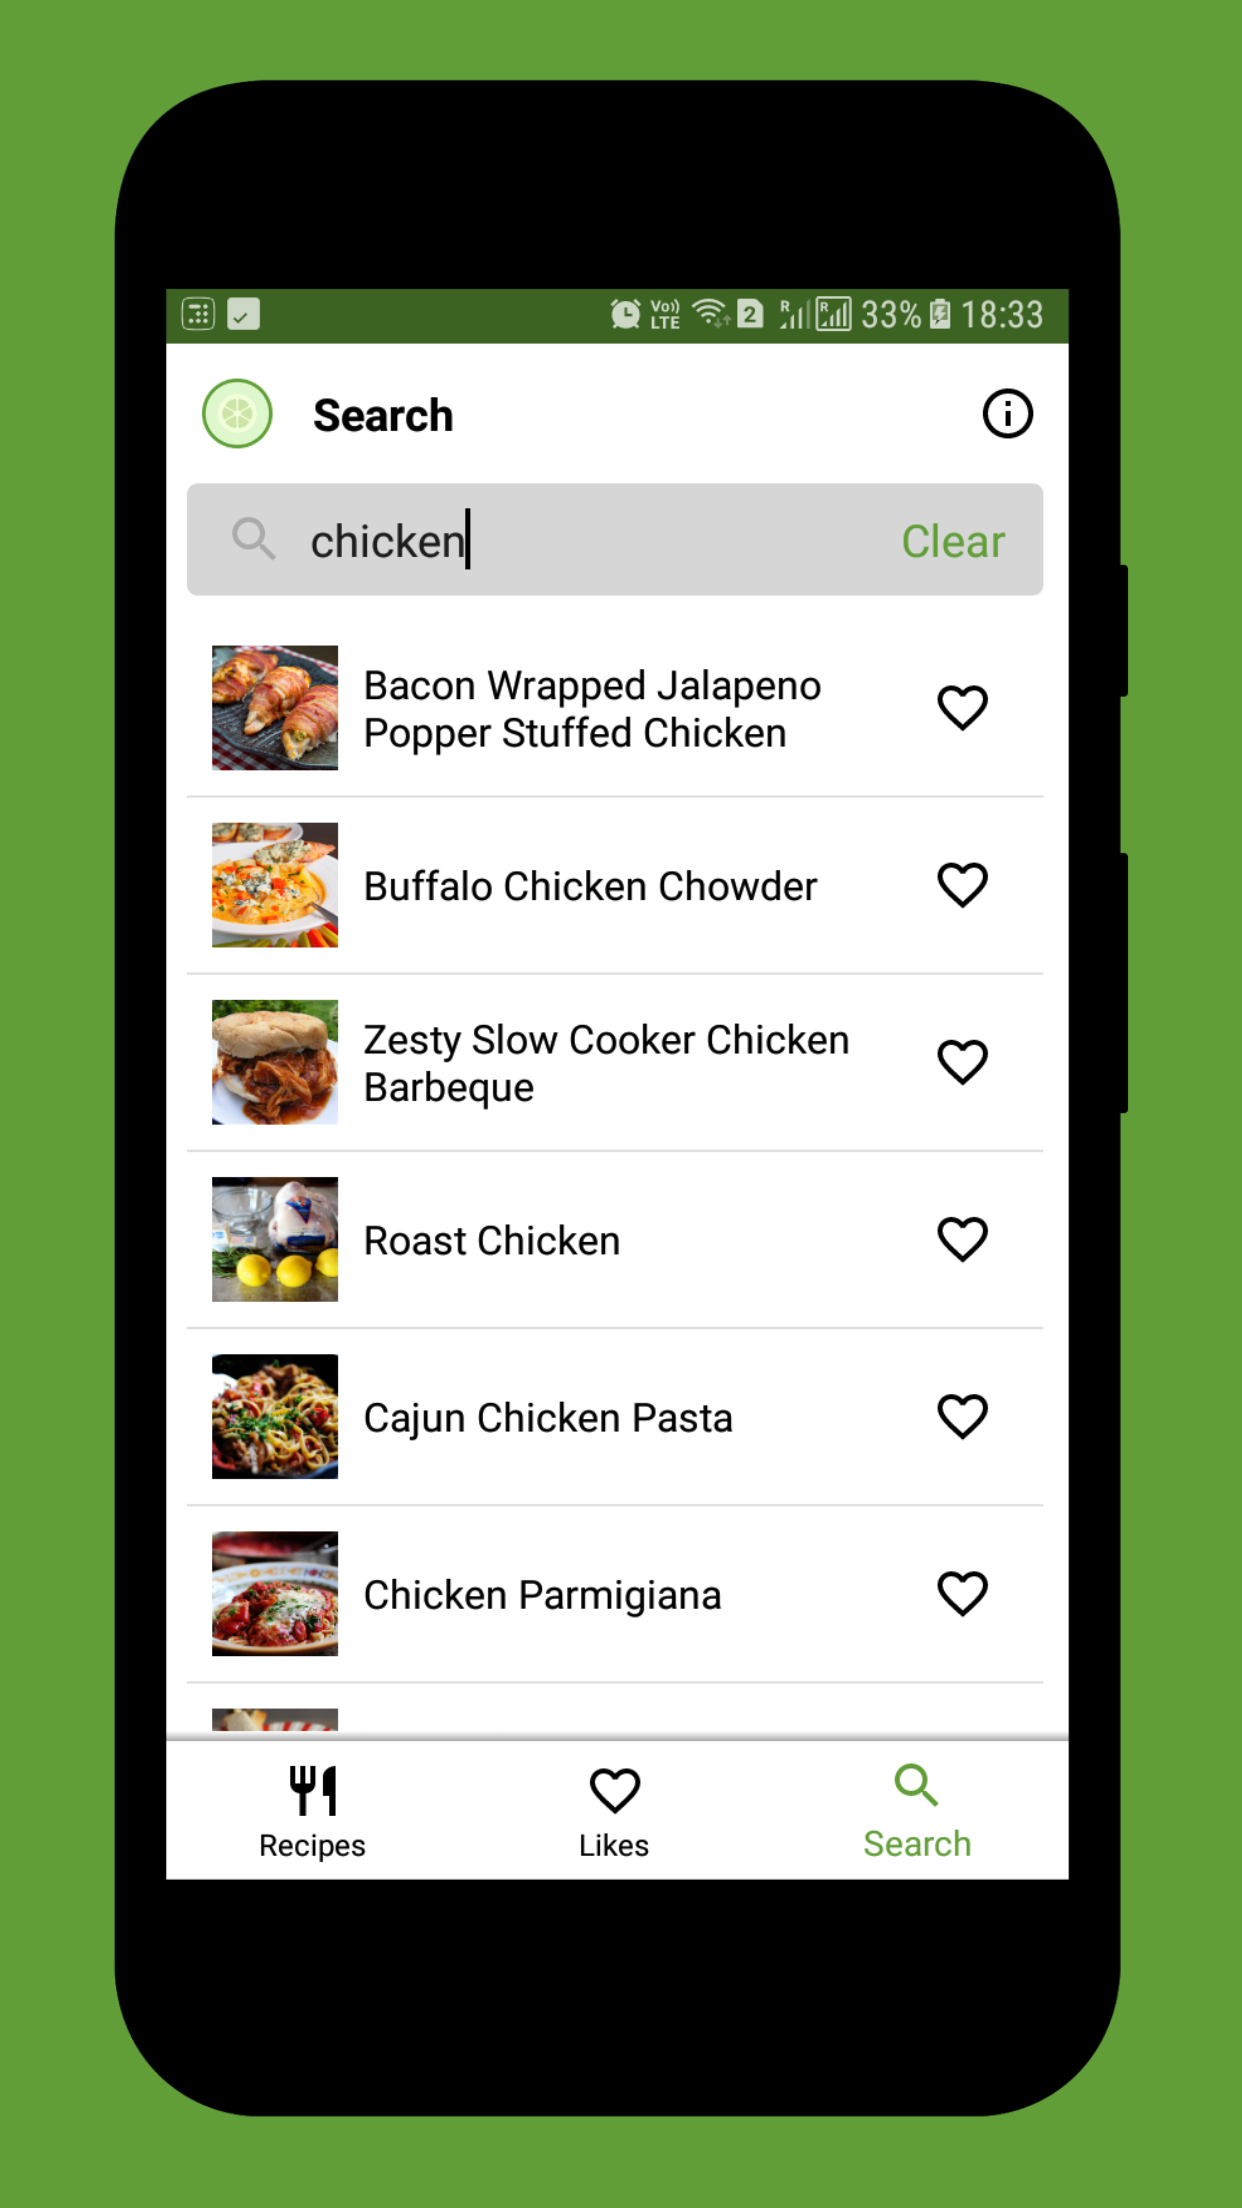 Vo)) LTE 2 R R 33% 18:33
Search
chicken Clear
Bacon Wrapped Jalapeno
Popper Stuffed Chicken
Buffalo Chicken Chowder
Zesty Slow Cooker Chicken
Barbeque
Roast Chicken
Cajun Chicken Pasta
Chicken Parmigiana
Recipes Likes Search